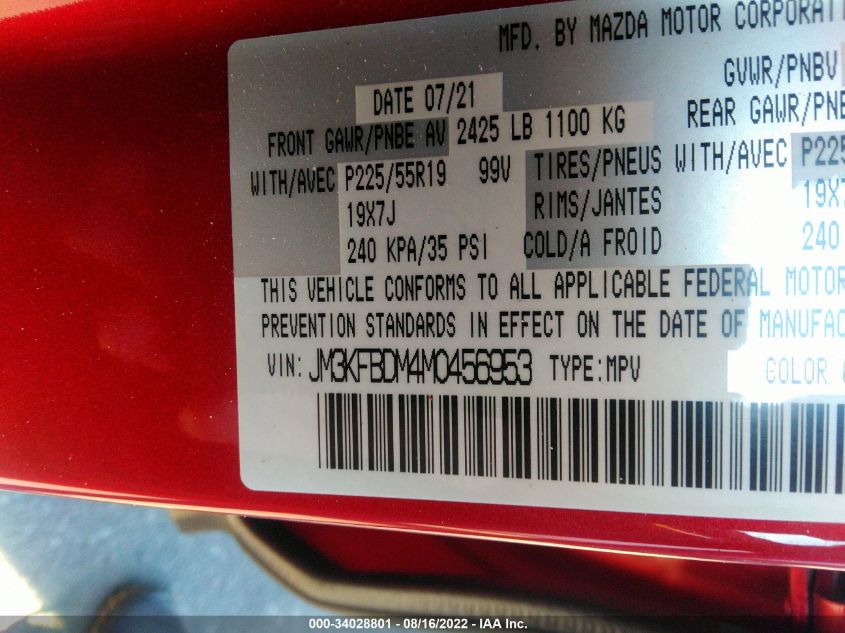 MFD. BY MAZDA MOTOR CORPORATI
GVWR/PNBV
DATE 07/21
FRONT GAWR/PNBE AV 2425 LB 1100 KG REAR GAWR/PNB
WITH/AVEC P225/55R19 99V TIRES/PNEUS WITH/AVEC P225
19X7J RIMS/JANTES 19X7
240 KPA/35 PSI COLD/A FROID 240
THIS VEHICLE CONFORMS TO ALL APPLICABLE FEDERAL MOTOR
PREVENTION STANDARDS IN EFFECT ON THE DATE OF MANUFAC
VIN: JM3KFBDM4M0456953 TYPE:MPV COLOR
000-34028801 - 08/16/2022 - IAA Inc.